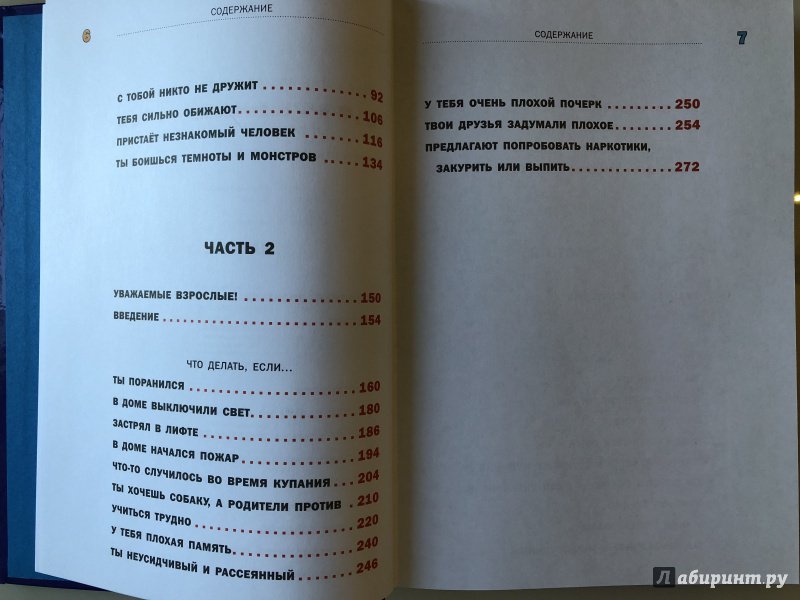 6
СОДЕРЖАНИЕ
С ТОБОЙ НИКТО НЕ ДРУЖИТ 92
ТЕБЯ СИЛЬНО ОБИЖАЮТ 106
ПРИСТАЁТ НЕЗНАКОМЫЙ ЧЕЛОВЕК 116
ТЫ БОИШЬСЯ ТЕМНОТЫ И МОНСТРОВ 134
ЧАСТЬ 2
УВАЖАЕМЫЕ ВЗРОСЛЫЕ! 150
ВВЕДЕНИЕ 154
ЧТО ДЕЛАТЬ, ЕСЛИ...
ТЫ ПОРАНИЛСЯ 160
В ДОМЕ ВЫКЛЮЧИЛИ СВЕТ 180
ЗАСТРЯЛ В ЛИФТЕ 186
В ДОМЕ НАЧАЛСЯ ПОЖАР 194
ЧТО-ТО СЛУЧИЛОСЬ ВО ВРЕМЯ КУПАНИЯ 204
ТЫ ХОЧЕШЬ СОБАКУ, А РОДИТЕЛИ ПРОТИВ 210
УЧИТЬСЯ ТРУДНО 220
У ТЕБЯ ПЛОХАЯ ПАМЯТЬ 240
ТЫ НЕУСИДЧИВЫЙ И РАССЕЯННЫЙ 246
СОДЕРЖАНИЕ
7
У ТЕБЯ ОЧЕНЬ ПЛОХОЙ ПОЧЕРК 250
ТВОИ ДРУЗЬЯ ЗАДУМАЛИ ПЛОХОЕ 254
ПРЕДЛАГАЮТ ПОПРОБОВАТЬ НАРКОТИКИ,
ЗАКУРИТЬ ИЛИ ВЫПИТЬ 272
Лабиринт.ру